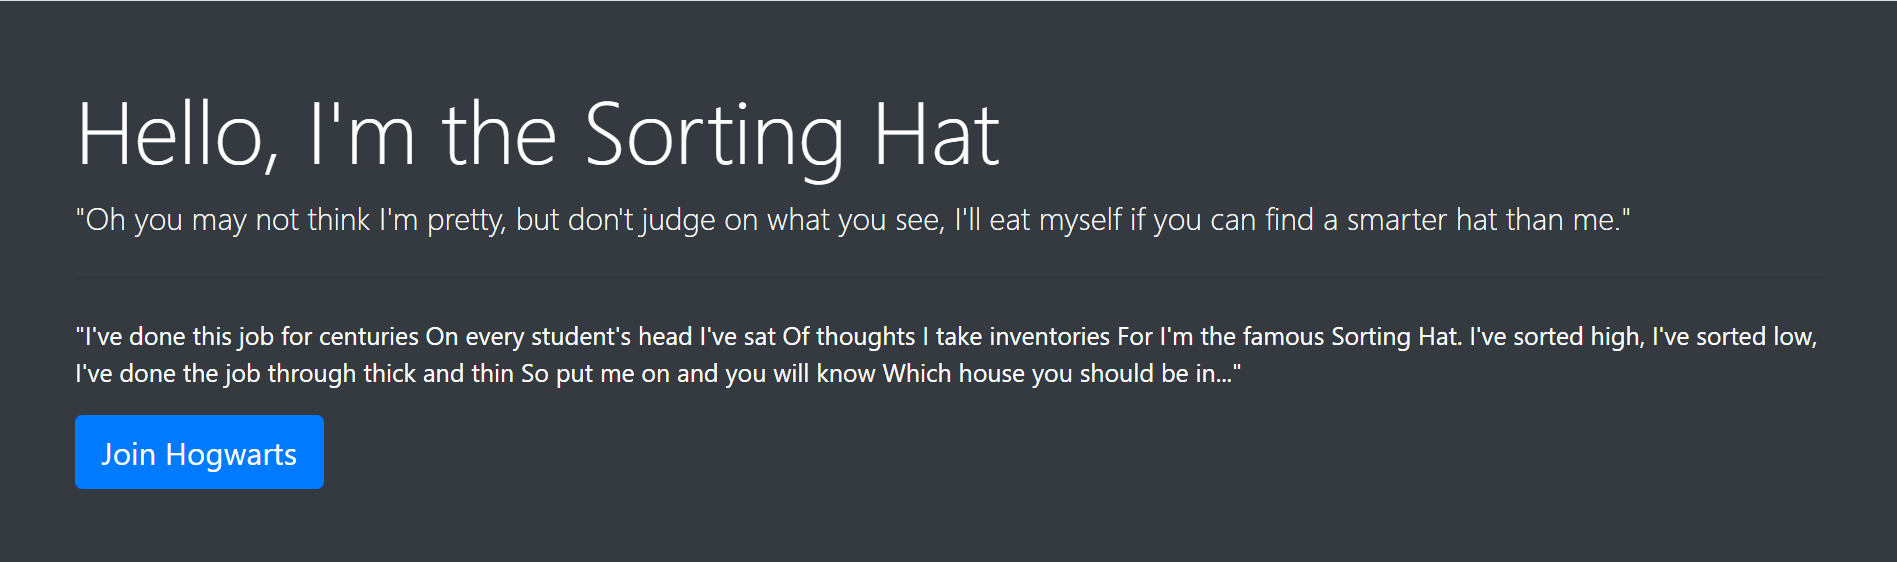 Hello, I'm the Sorting Hat
"Oh you may not think I'm pretty, but don't judge on what you see, I'll eat myself if you can find a smarter hat than me."
"I've done this job for centuries On every student's head I've sat Of thoughts I take inventories For I'm the famous Sorting Hat. I've sorted high, I've sorted low,
I've done the job through thick and thin So put me on and you will know Which house you should be in..."
Join Hogwarts